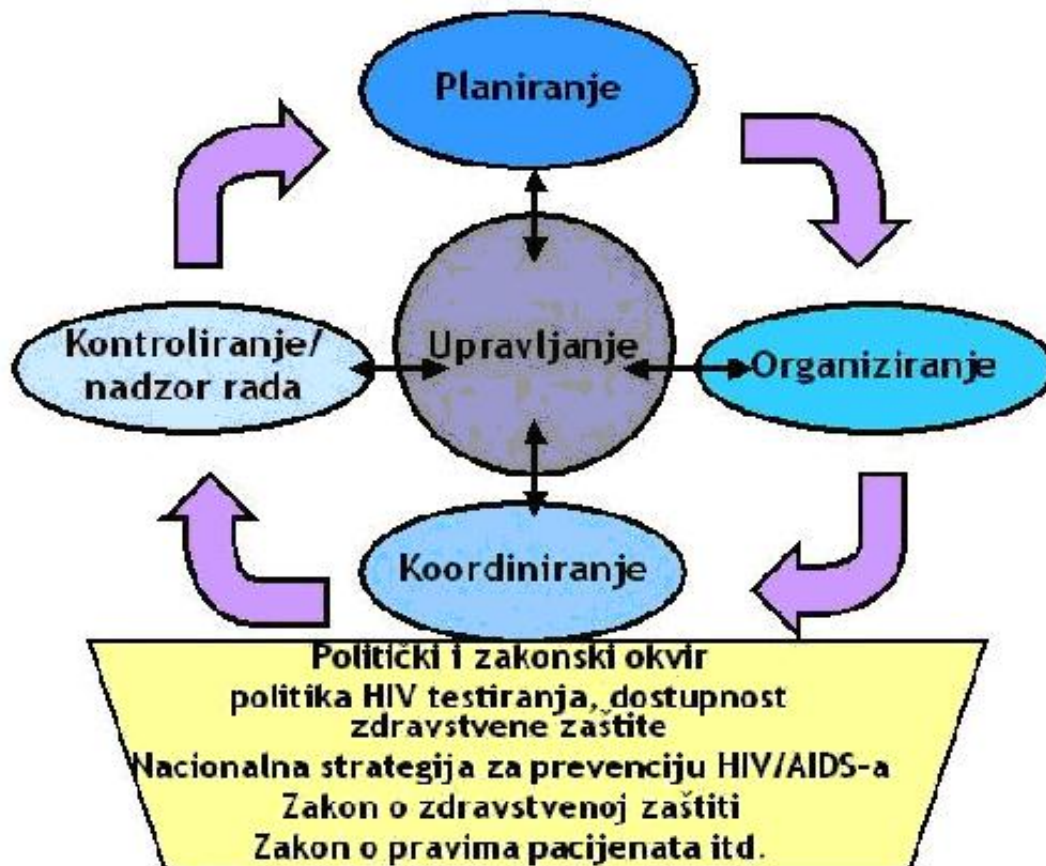 Planiranje
Kontroliranje/
nadzor rada
Upravljanje
Organiziranje
Koordiniranje
Politički i zakonski okvir
politika HIV testiranja, dostupnost
zdravstvene zaštite
Nacionalna strategija za prevenciju HIV/AIDS-a
Zakon o zdravstvenoj zaštiti
Zakon o pravima pacijenata itd.